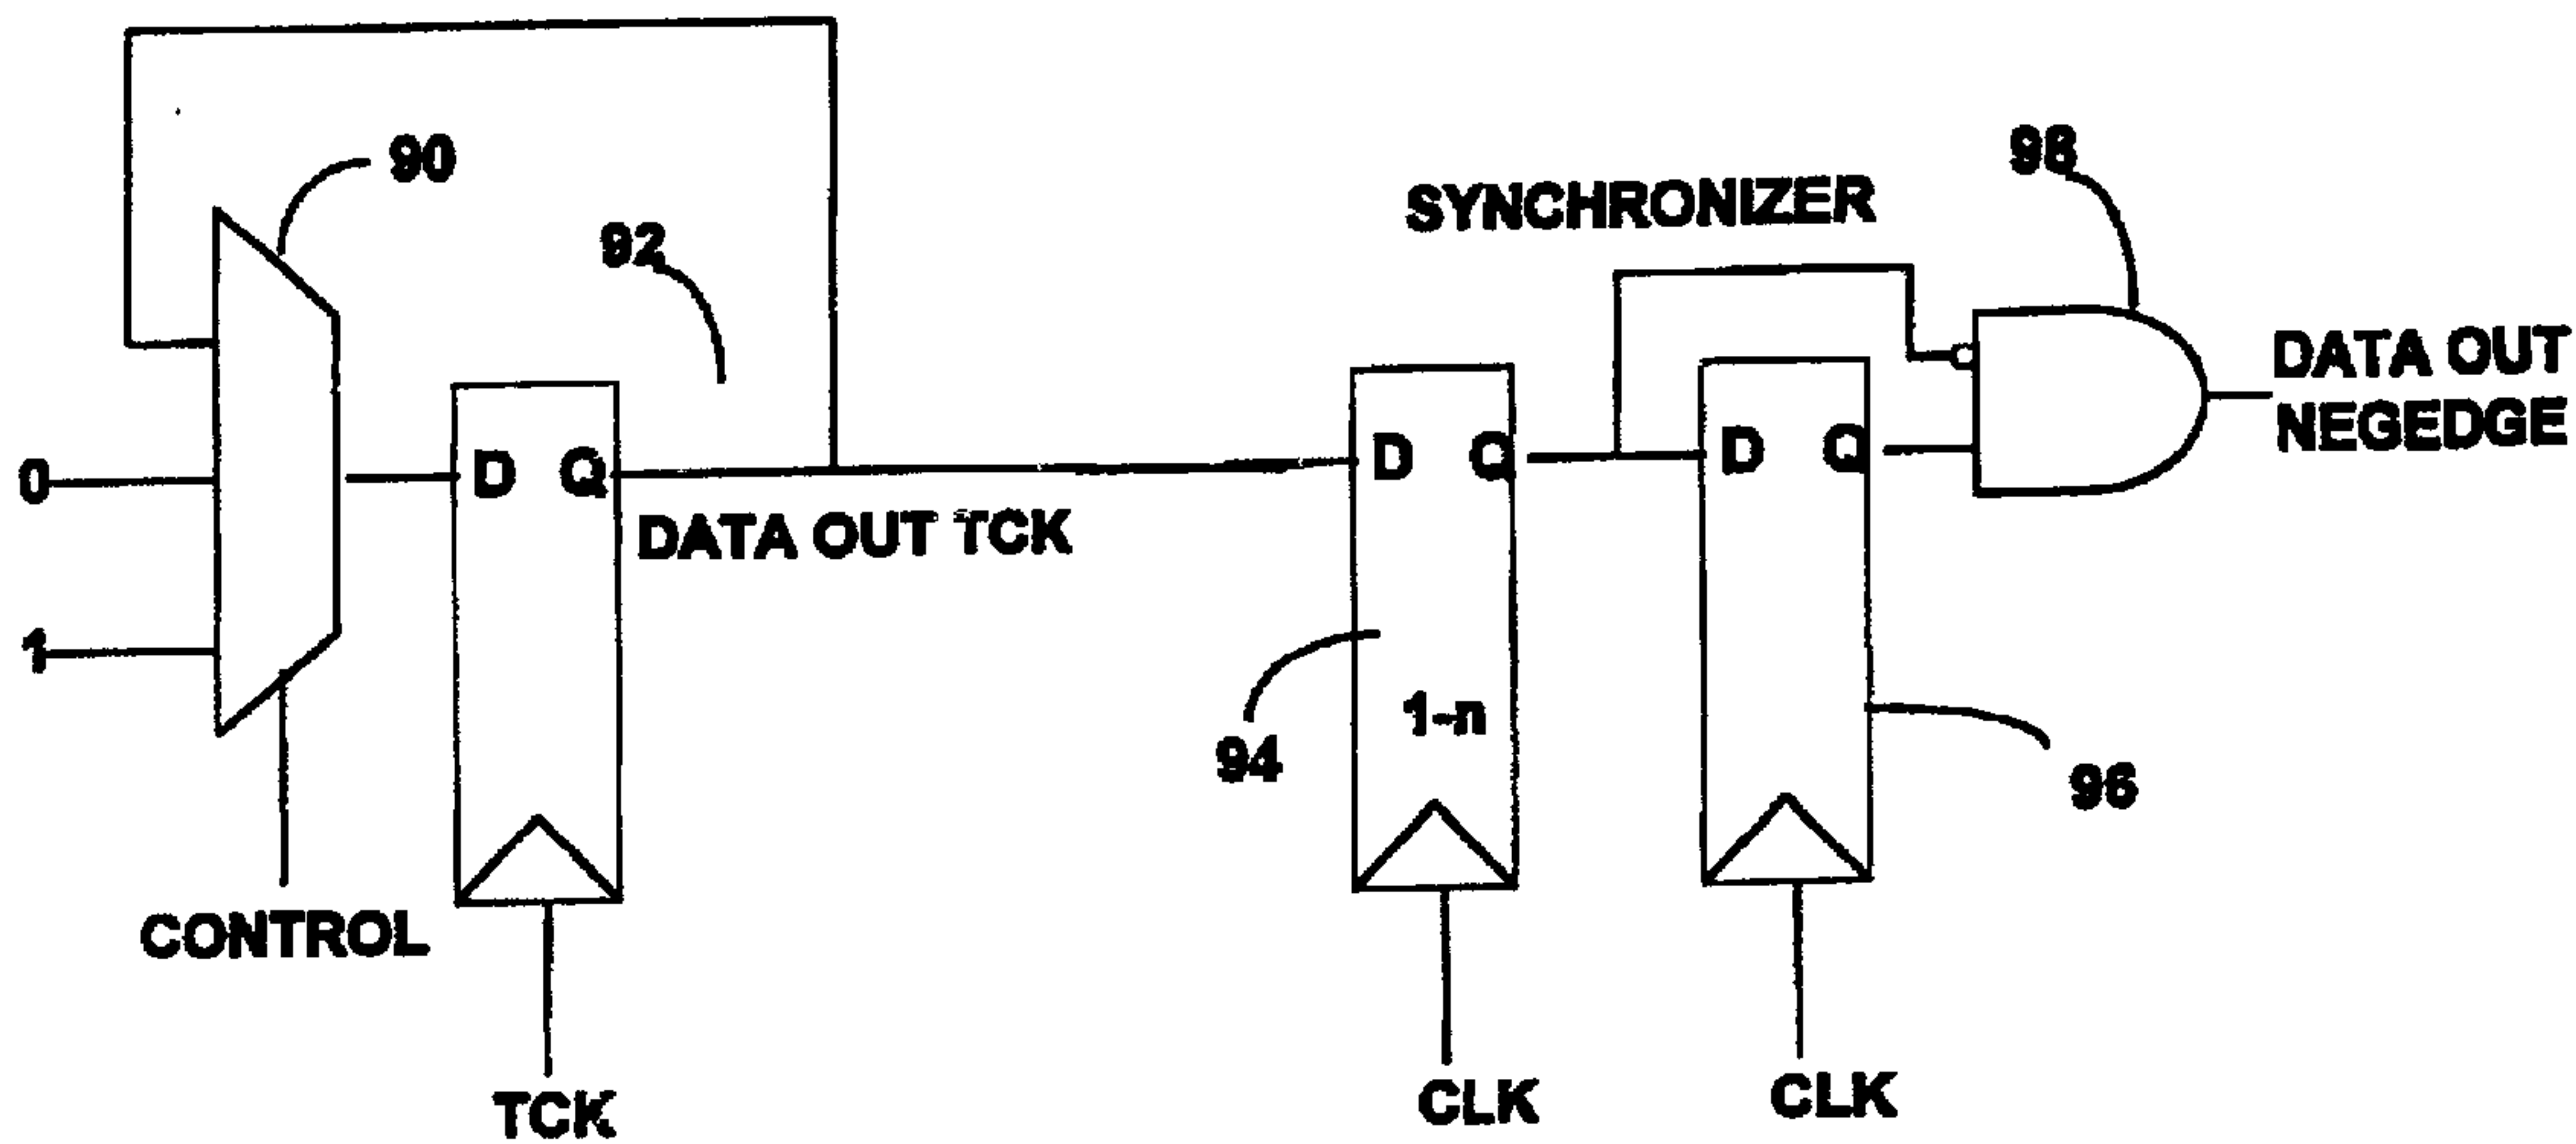 90
98
SYNCHRONIZER
92
DATA OUT
NEGEDGE
D Q
D Q
D Q
0
DATA OUT TCK
1
1-n
94
96
CONTROL
TCK
CLK
CLK